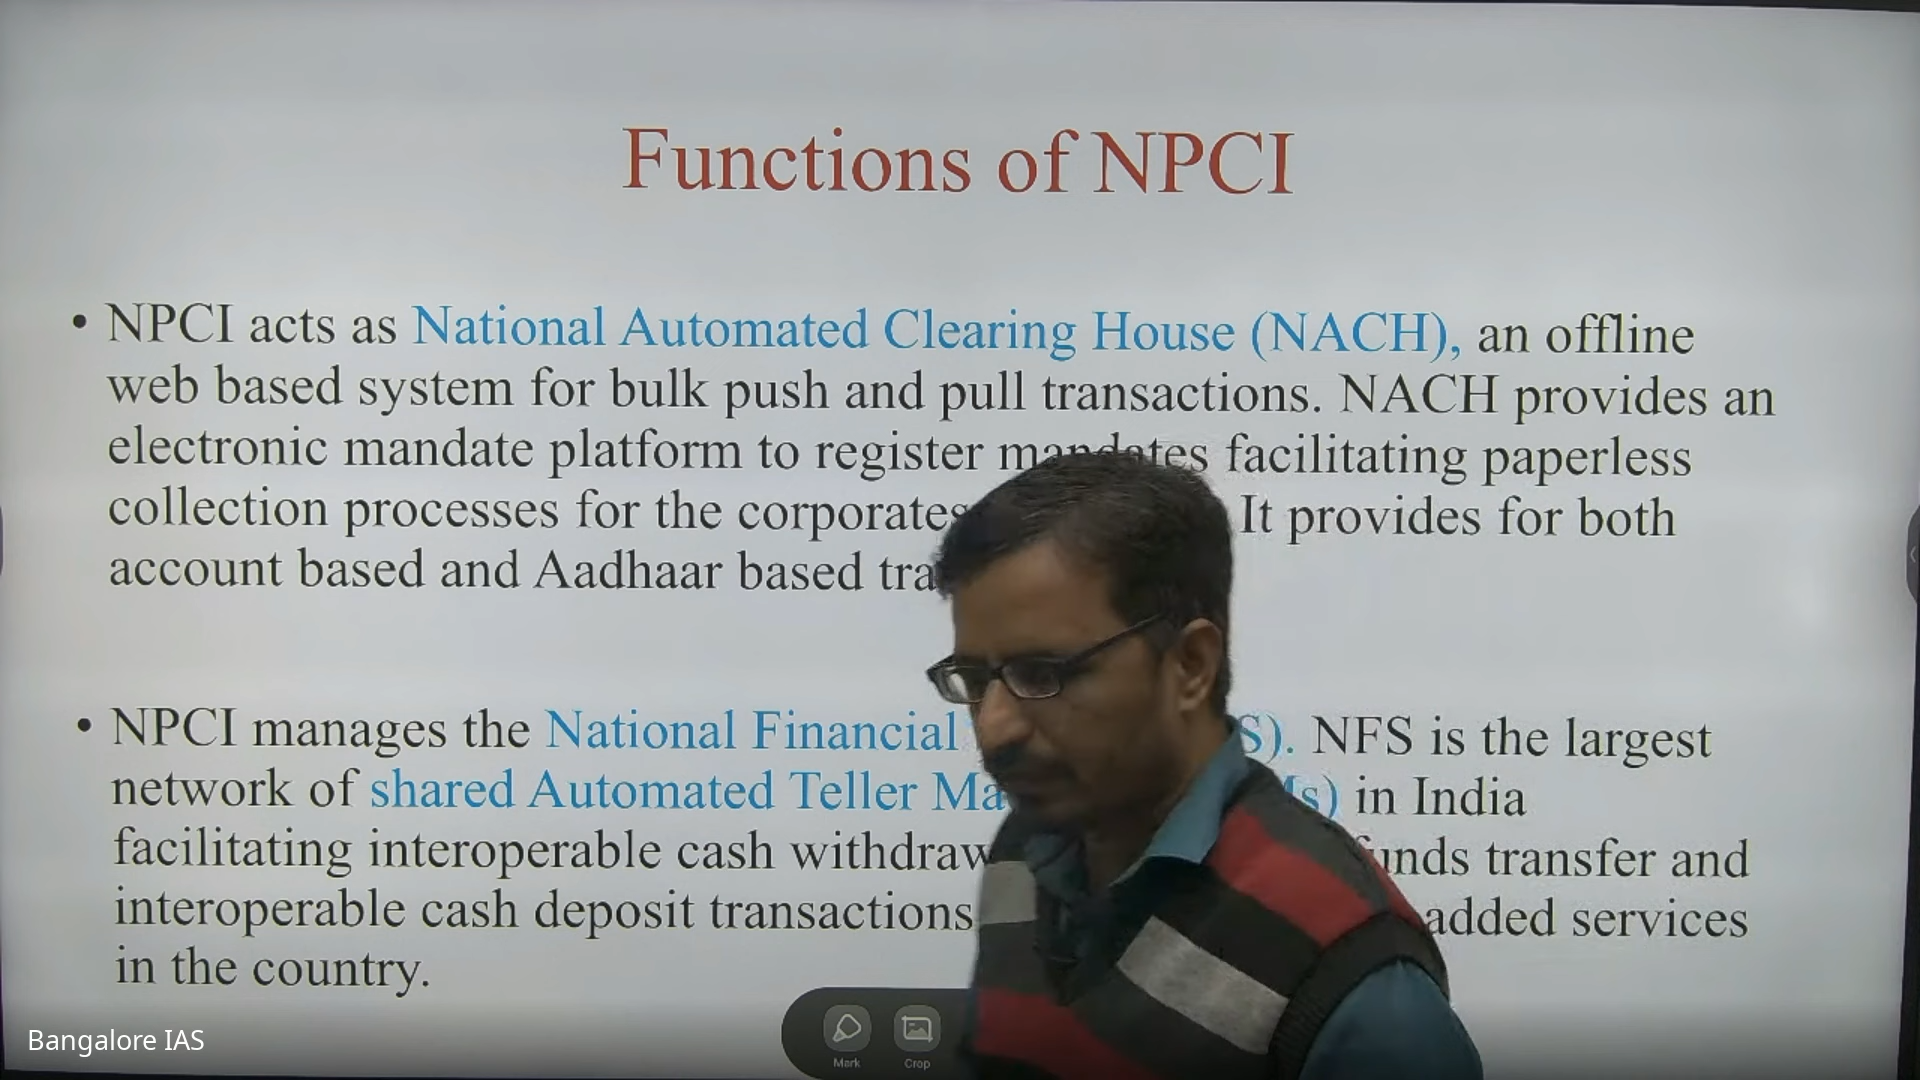 Functions of NPCI
• NPCI acts as National Automated Clearing House (NACH), an offline
web based system for bulk push and pull transactions. NACH provides an
electronic mandate platform to register mandates facilitating paperless
collection processes for the corporates It provides for both
account based and Aadhaar based
• NPCI manages the National Financial S). NFS is the largest
network of shared Automated Teller in India
facilitating interoperable cash funds transfer and
interoperable cash deposit transactions added services
in the country.
Mark
Crop
Bangalore IAS